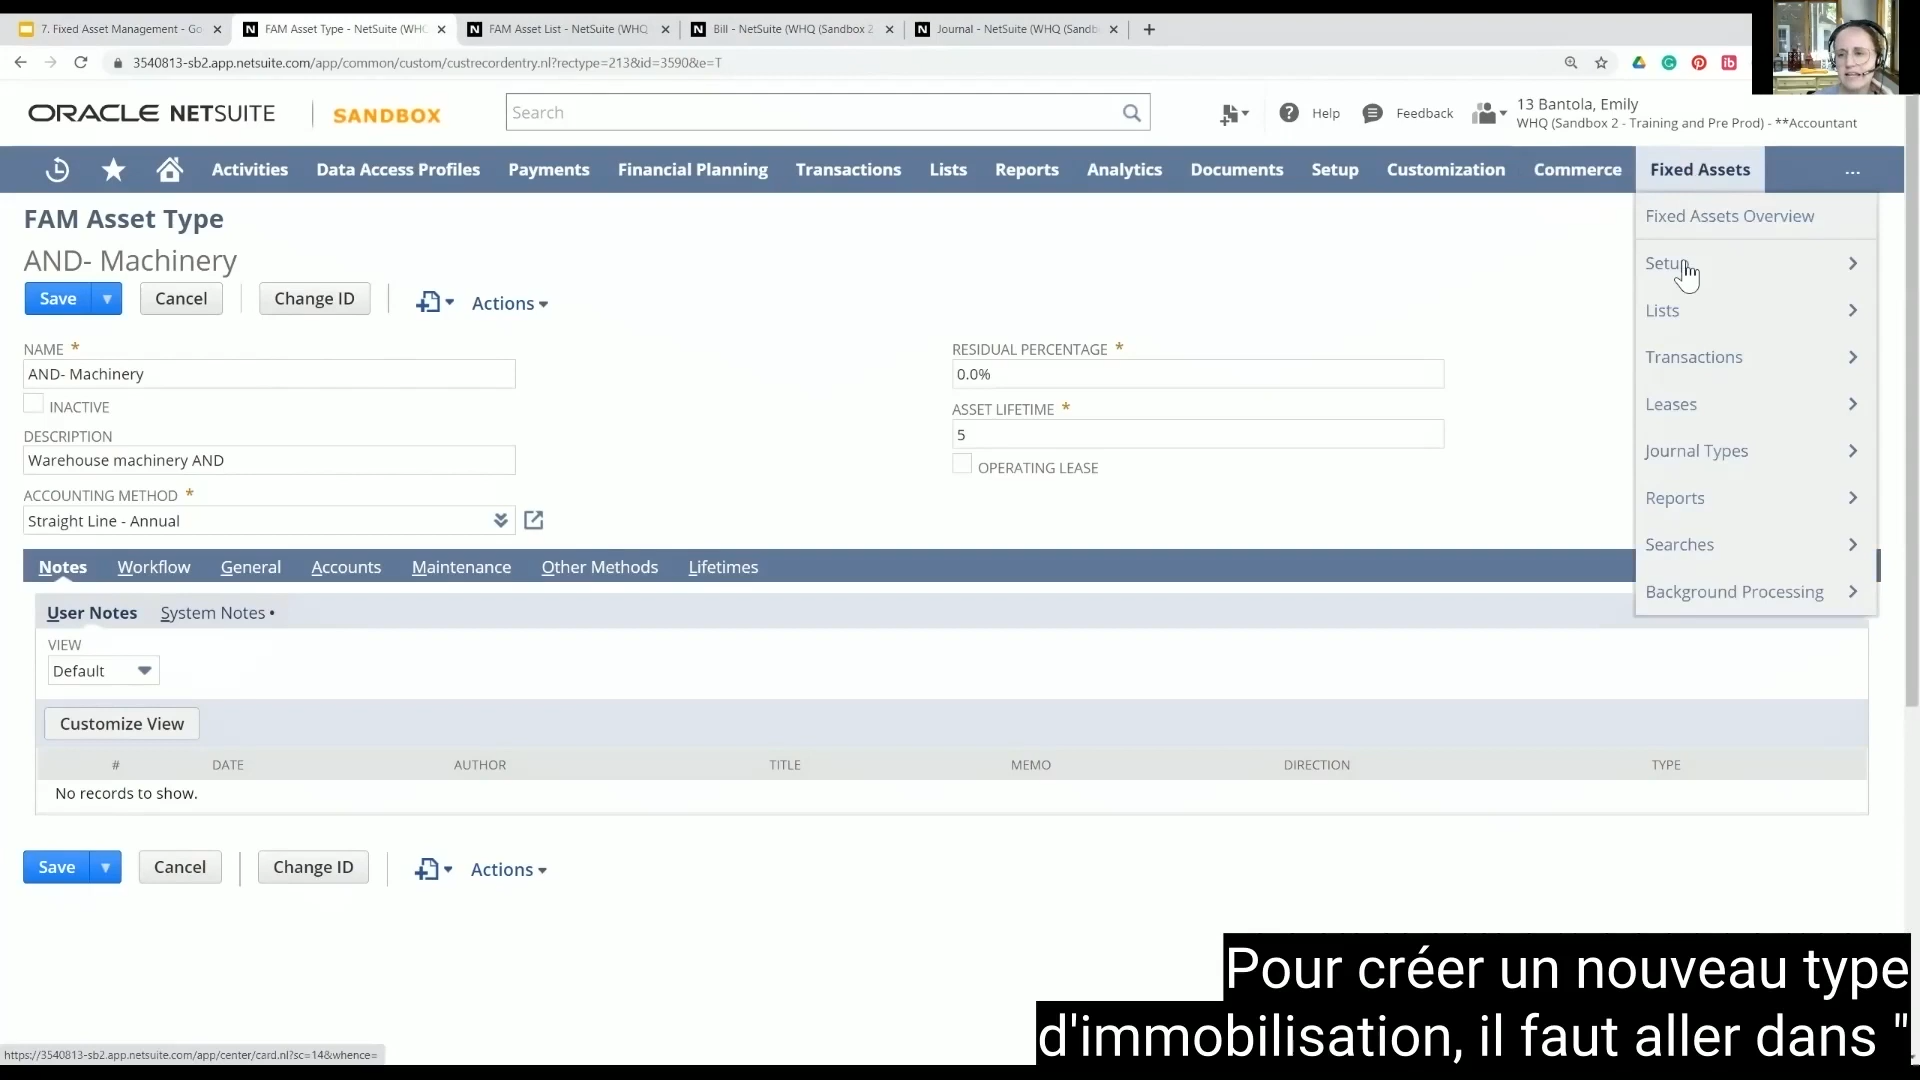 7. Fixed Asset Management - Go
FAM Asset Type - NetSuite (WHC
FAM Asset List - NetSuite (WHQ
Bill - NetSuite (WHQ (Sandbox 2
Journal - NetSuite (WHQ (Sandb
3540813-sb2.app.netsuite.com/app/common/custom/custrecordentry.nl?rectype=213&id=3590&e=T
ORACLE NETSUITE
SANDBOX
Search
Help
Feedback
13 Bantola, Emily
WHQ (Sandbox 2 - Training and Pre Prod) - **Accountant
Activities Data Access Profiles Payments Financial Planning Transactions Lists Reports Analytics Documents Setup Customization Commerce Fixed Assets ...
FAM Asset Type
AND- Machinery
Save Cancel Change ID Actions
NAME *
AND- Machinery
INACTIVE
DESCRIPTION
Warehouse machinery AND
ACCOUNTING METHOD *
Straight Line - Annual
RESIDUAL PERCENTAGE *
0.0%
ASSET LIFETIME *
5
OPERATING LEASE
Fixed Assets Overview
Setup
Lists
Transactions
Leases
Journal Types
Reports
Searches
Background Processing
Notes Workflow General Accounts Maintenance Other Methods Lifetimes
User Notes System Notes •
VIEW
Default
Customize View
# DATE AUTHOR TITLE MEMO DIRECTION TYPE
No records to show.
Save Cancel Change ID Actions
Pour créer un nouveau type
d'immobilisation, il faut aller dans "
https://3540813-sb2.app.netsuite.com/app/center/card.nl?sc=14&whence=